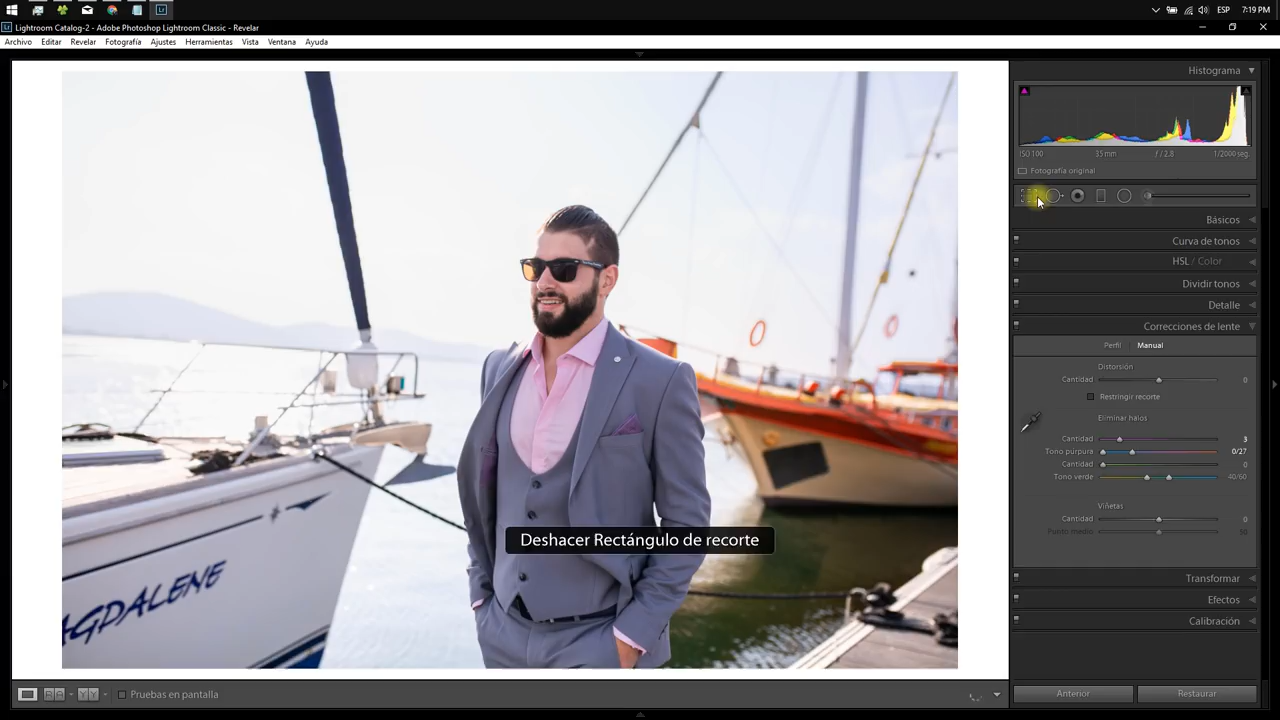 ESP
7:19 PM
Lightroom Catalog-2 - Adobe Photoshop Lightroom Classic - Revelar
Archivo Editar Revelar Fotografía Ajustes Herramientas Vista Ventana Ayuda
Histograma
ISO 100 35 mm f / 2.8 1/2000 seg.
Fotografía original
Básicos
Curva de tonos
HSL / Color
Dividir tonos
Detalle
Correcciones de lente
Perfil Manual
Distorsión
Cantidad 0
Restringir recorte
Eliminar halos
Cantidad 3
Tono púrpura 0/27
Cantidad 0
Tono verde 40/60
Viñetas
Cantidad 0
Punto medio 50
Deshacer Rectángulo de recorte
AGDALENE
Transformar
Efectos
Calibración
Pruebas en pantalla
Anterior Restaurar